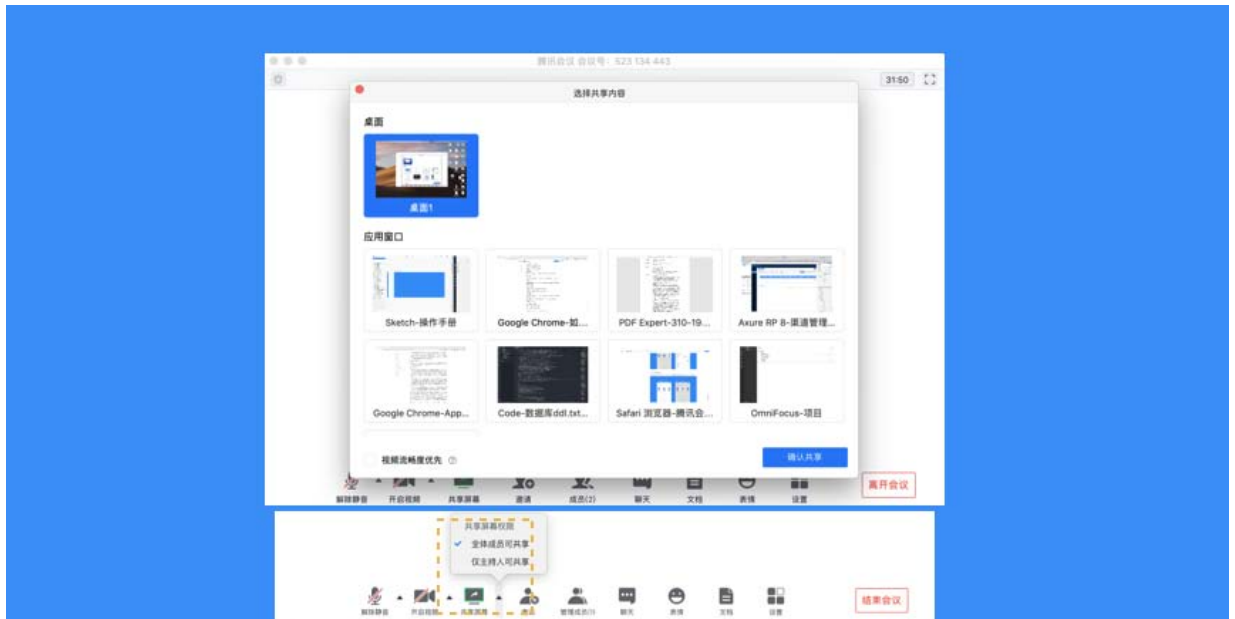 腾讯会议 会议号：523 134 443
31:50
选择共享内容
桌面
桌面1
应用窗口
Sketch-操作手册
Google Chrome-如...
PDF Expert-310-19...
Axure RP 8-渠道管理...
Google Chrome-App...
Code-数据库ddl.txt...
Safari 浏览器-腾讯会...
OmniFocus-项目
视频流畅度优先
确认共享
解除静音
开启视频
共享屏幕
邀请
成员(2)
聊天
文档
表情
设置
离开会议
共享屏幕权限
全体成员可共享
仅主持人可共享
解除静音
开启视频
共享屏幕
邀请
管理成员(1)
聊天
表情
文档
设置
结束会议